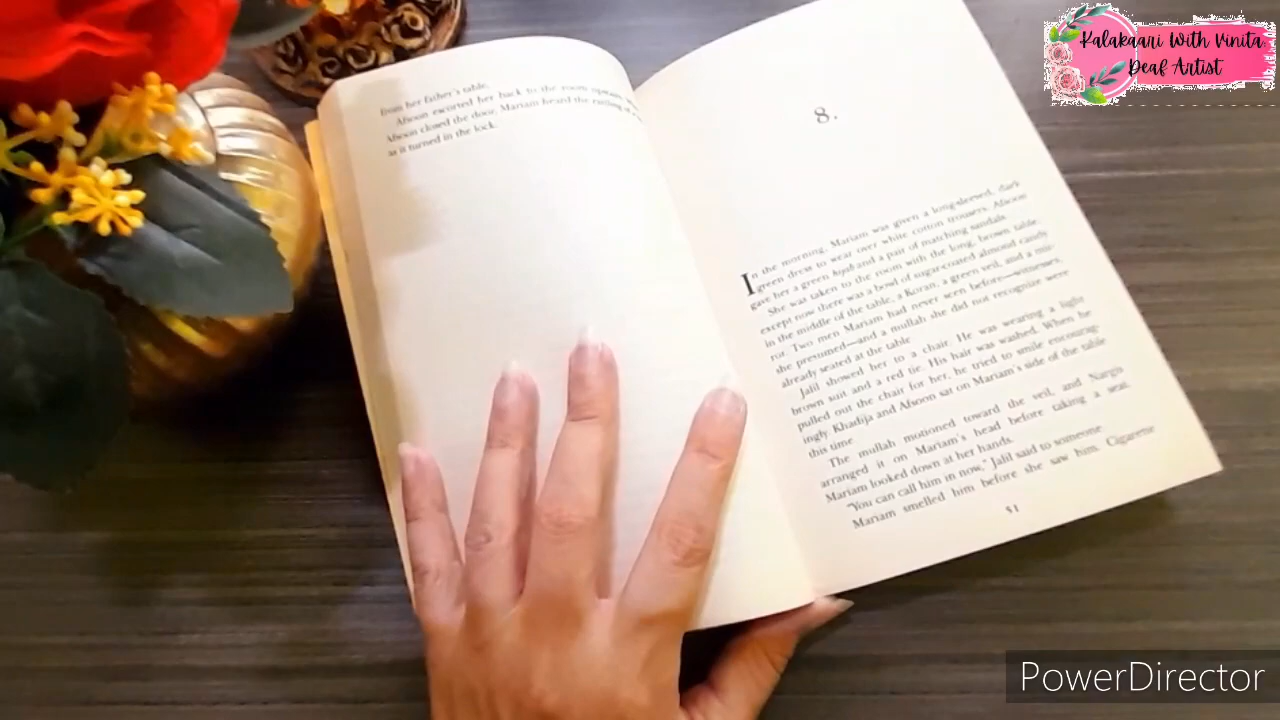 from her father's table.
Afsoon escorted her back to the room upstairs
Afsoon closed the door, Mariam heard the rattling of a
as it turned in the lock.
8.
In the morning, Mariam was given a long-sleeved, dark
green dress to wear over white cotton trousers. Afsoon
gave her a green hijab and a pair of matching sandals.
She was taken to the room with the long, brown table,
except now there was a bowl of sugar-coated almond candy
in the middle of the table, a Koran, a green veil, and a mir-
ror. Two men Mariam had never seen before—witnesses,
she presumed—and a mullah she did not recognize were
already seated at the table.
Jalil showed her to a chair. He was wearing a light
brown suit and a red tie. His hair was washed. When he
pulled out the chair for her, he tried to smile encourag-
ingly. Khadija and Afsoon sat on Mariam's side of the table
this time.
The mullah motioned toward the veil, and Nargis
arranged it on Mariam's head before taking a seat.
Mariam looked down at her hands.
"You can call him in now," Jalil said to someone.
Mariam smelled him before she saw him. Cigarette
51
Kalakaari With Vinita
Deaf Artist
PowerDirector